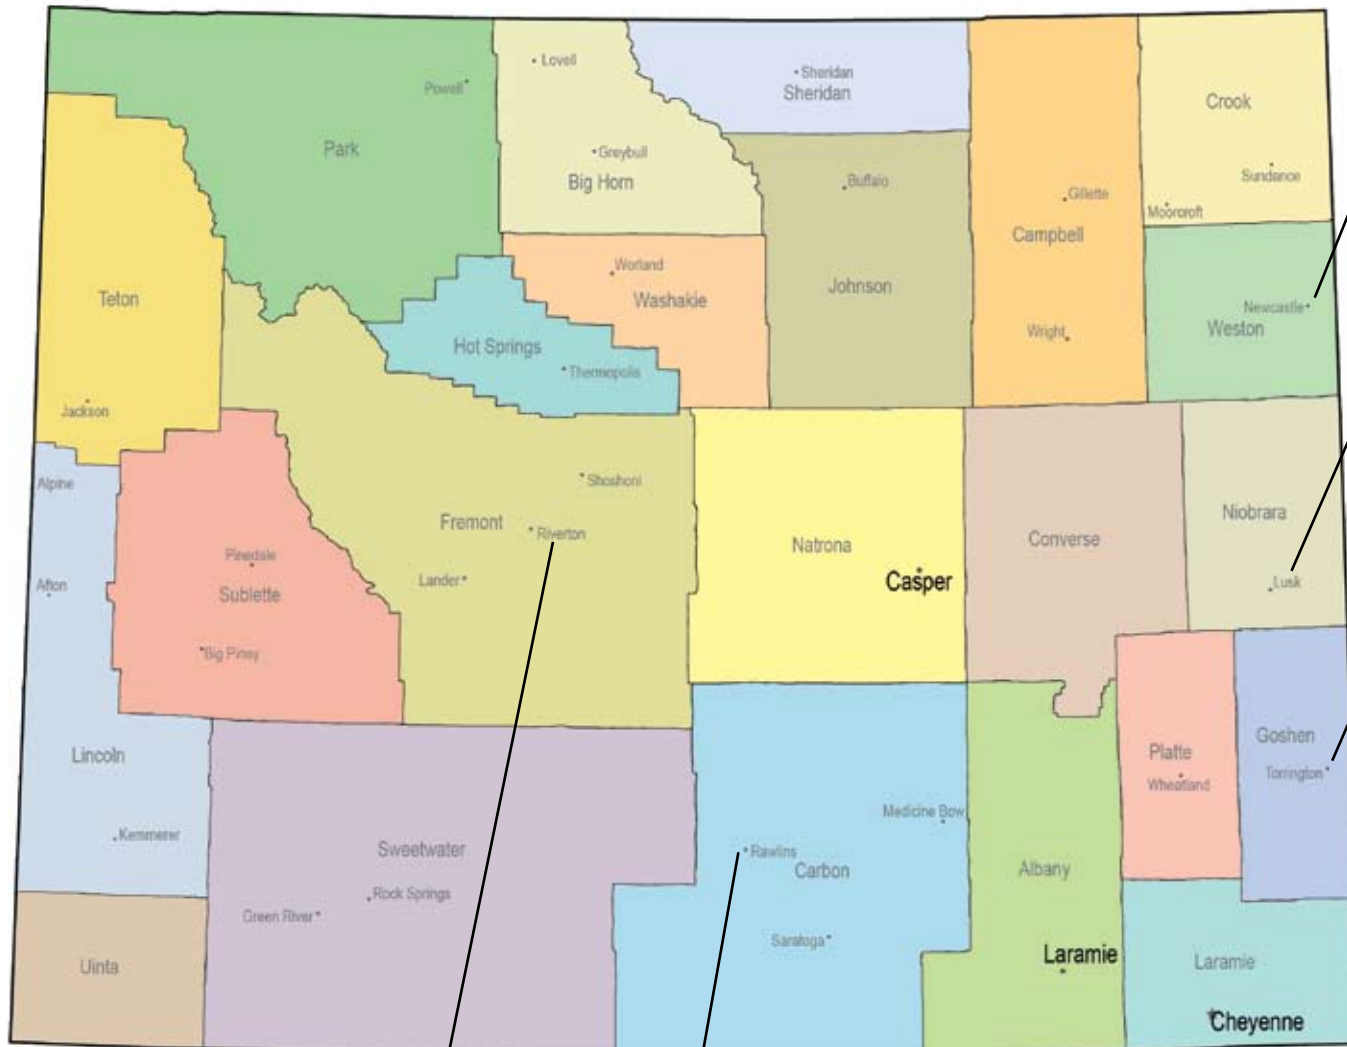 Lovell
Sheridan
Sheridan
Powell
Crook
Park
Greybull
Big Horn
Buffalo
Sundance
Gillette
Moorcroft
Campbell
Worland
Teton
Washakie
Johnson
Newcastle
Weston
Wright
Hot Springs
Thermopolis
Jackson
Alpine
Shoshoni
Niobrara
Fremont
Riverton
Natrona
Converse
Pinedale
Lander
Casper
Lusk
Afton
Sublette
Big Piney
Goshen
Lincoln
Platte
Torrington
Wheatland
Medicine Bow
Kemmerer
Sweetwater
Rawlins
Carbon
Albany
Rock Springs
Green River
Saratoga
Laramie
Laramie
Uinta
Cheyenne